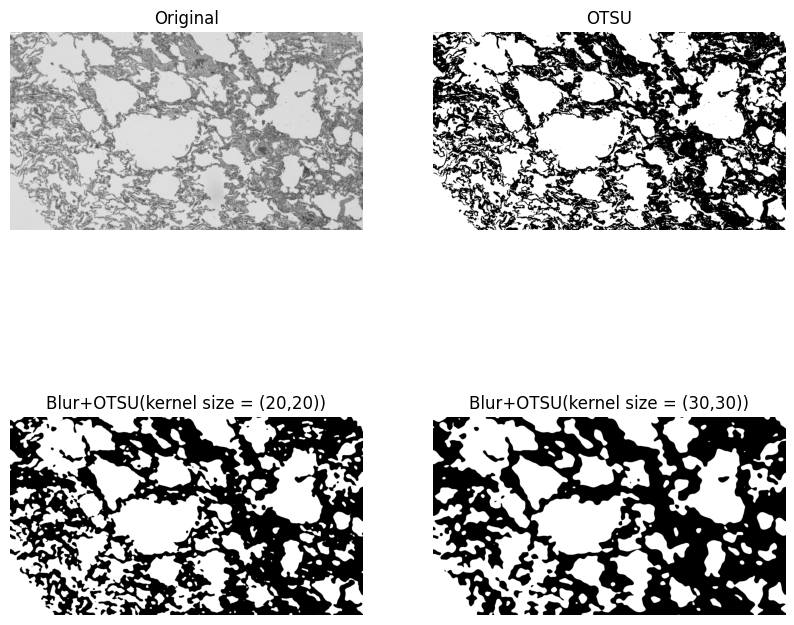 Original
OTSU
Blur+OTSU(kernel size = (20,20))
Blur+OTSU(kernel size = (30,30))